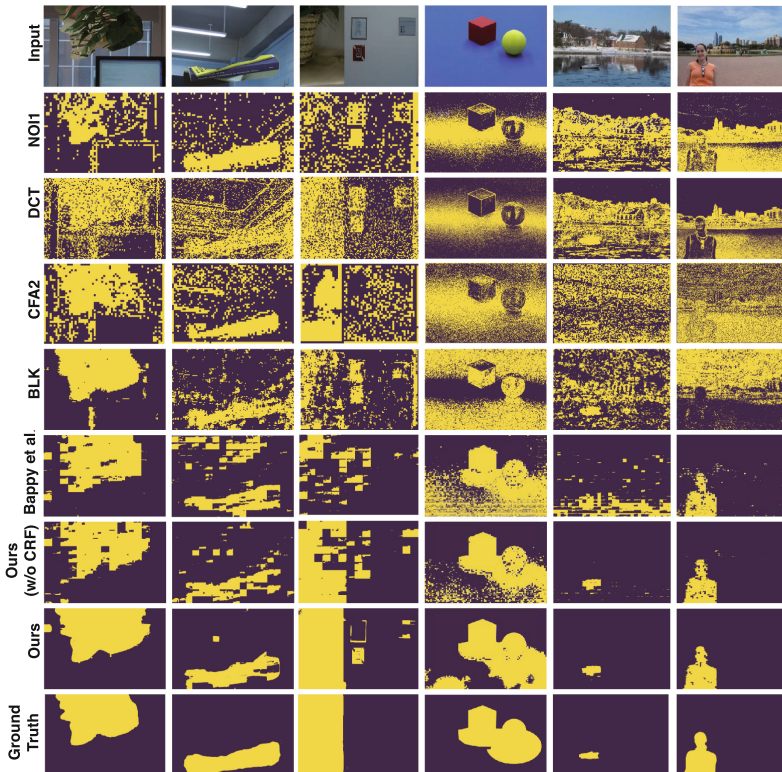 Input
NOI1
DCT
CFA2
BLK
Bappy et al.
Ours
(w/o CRF)
Ours
Ground
Truth